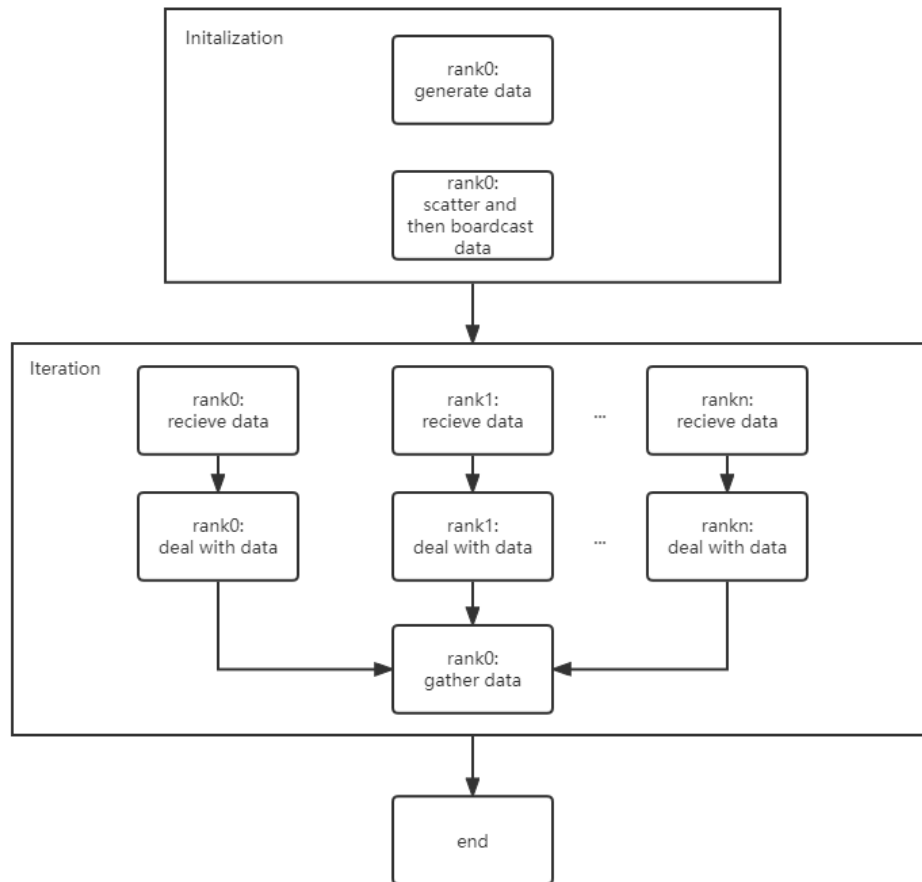 Initalization
rank0:
generate data
rank0:
scatter and
then boardcast
data
Iteration
rank0:
recieve data
rank1:
recieve data
...
rankn:
recieve data
rank0:
deal with data
rank1:
deal with data
...
rankn:
deal with data
rank0:
gather data
end